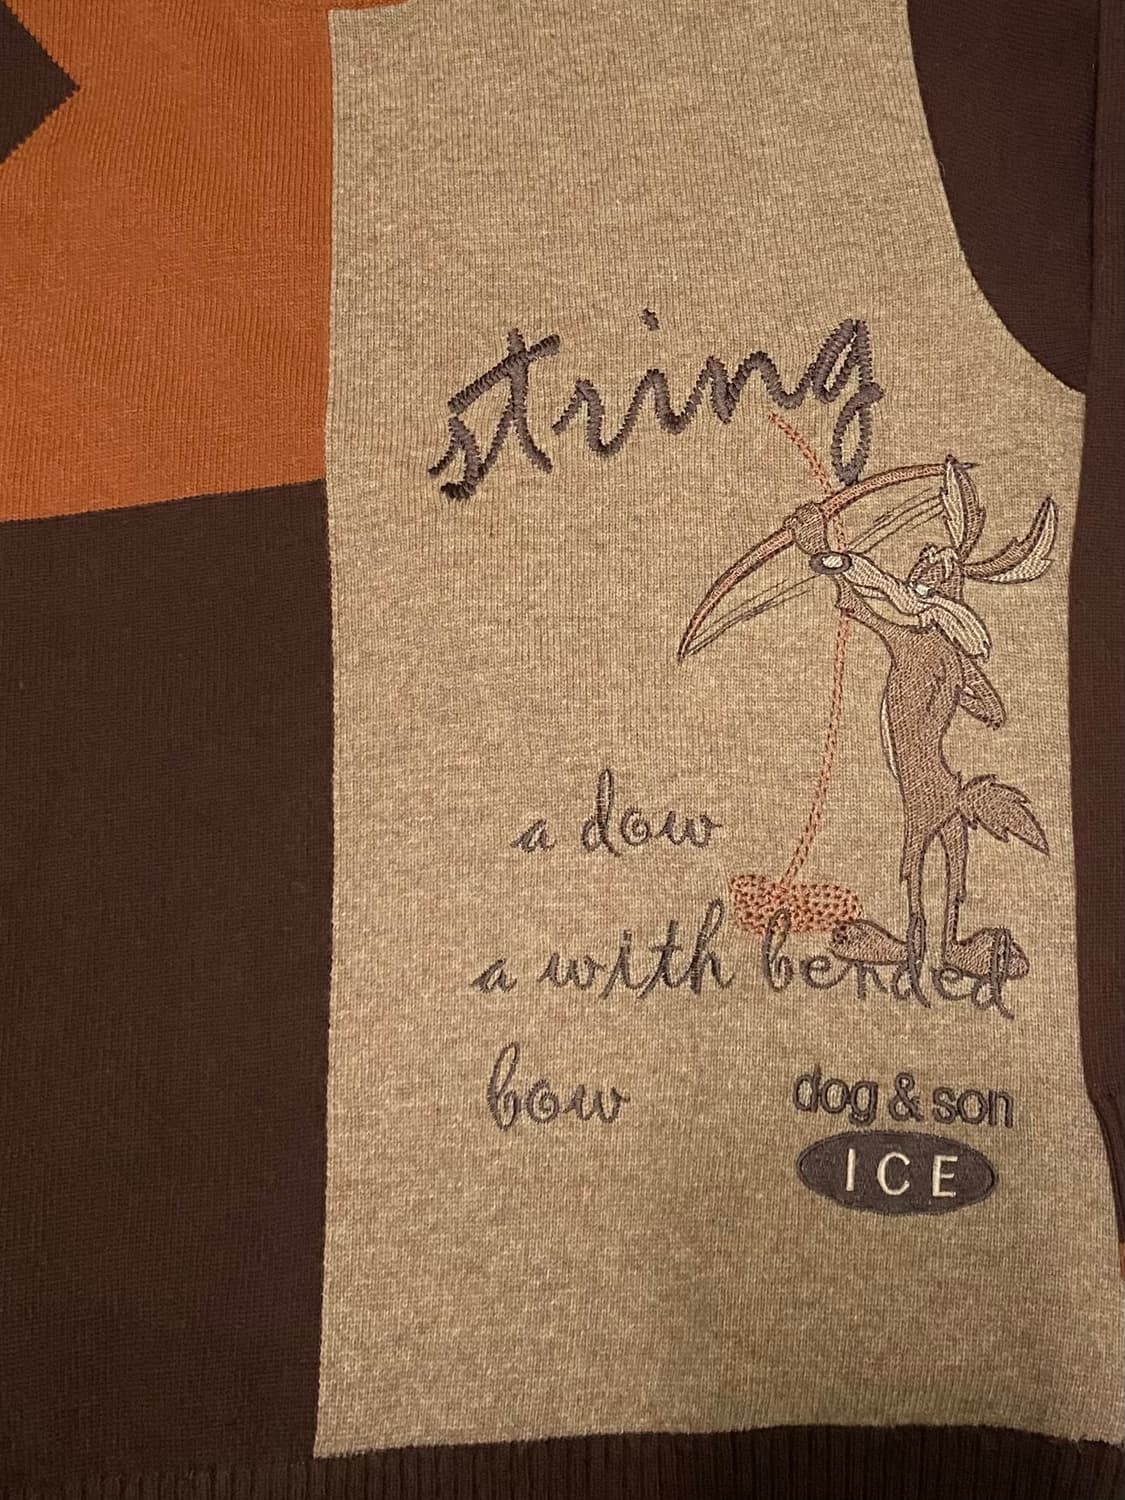 string
a dow
a with bended
bow
dog & son
ICE